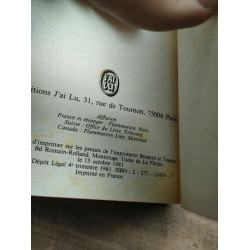 J'AI
LU
itions J'ai Lu, 31, rue de Tournon, 75006 Paris
diffusion
France et étranger : Flammarion, Paris
Suisse : Office du Livre, Fribourg
Canada : Flammarion Ltée, Montréal
d'imprimer sur les presses de l'imprimerie Brodard et Taupin
Bd Romain-Rolland, Montrouge. Usine de La Flèche,
le 15 octobre 1981
Dépôt Légal 4e trimestre 1981. ISBN : 2 - 277 -
Imprimé en France